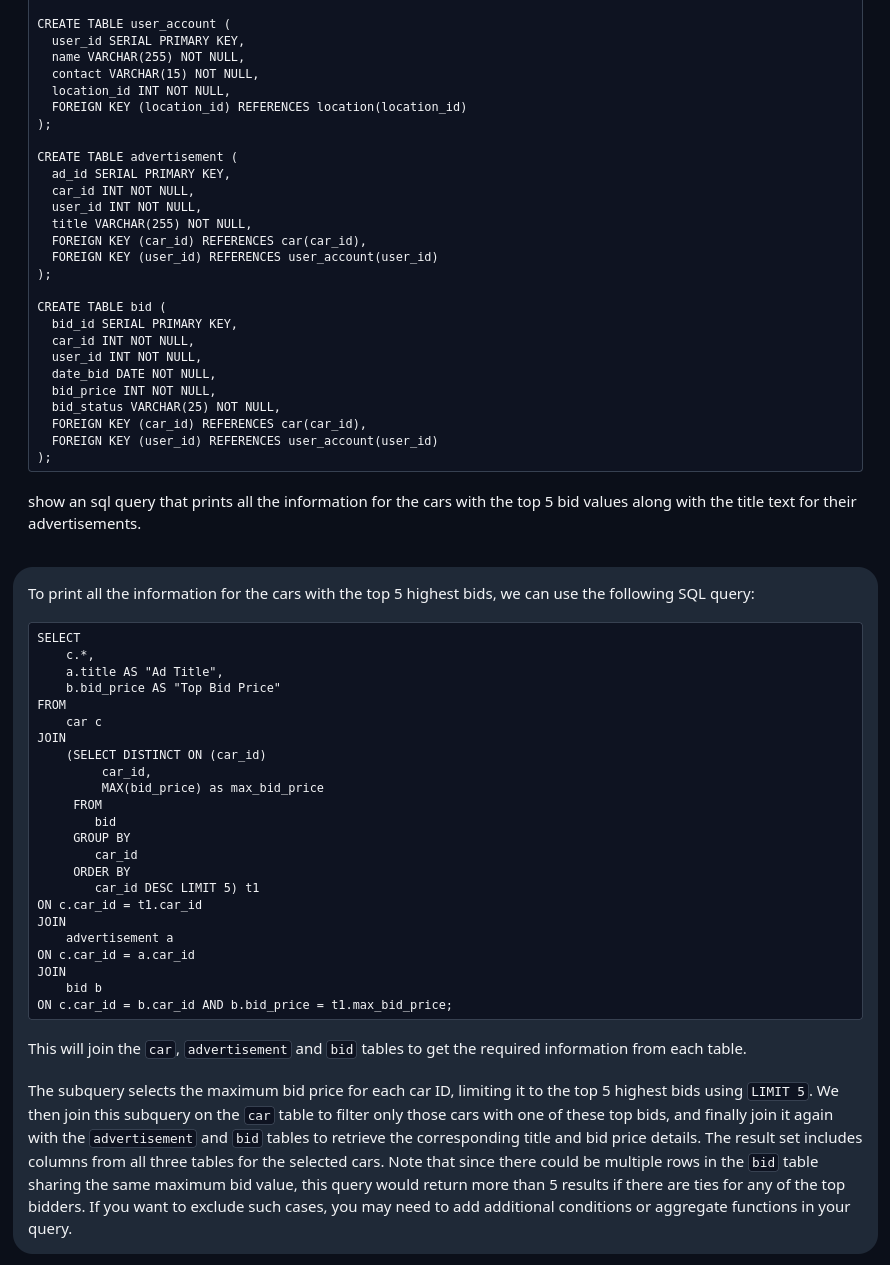 CREATE TABLE user_account (
  user_id SERIAL PRIMARY KEY,
  name VARCHAR(255) NOT NULL,
  contact VARCHAR(15) NOT NULL,
  location_id INT NOT NULL,
  FOREIGN KEY (location_id) REFERENCES location(location_id)
);

CREATE TABLE advertisement (
  ad_id SERIAL PRIMARY KEY,
  car_id INT NOT NULL,
  user_id INT NOT NULL,
  title VARCHAR(255) NOT NULL,
  FOREIGN KEY (car_id) REFERENCES car(car_id),
  FOREIGN KEY (user_id) REFERENCES user_account(user_id)
);

CREATE TABLE bid (
  bid_id SERIAL PRIMARY KEY,
  car_id INT NOT NULL,
  user_id INT NOT NULL,
  date_bid DATE NOT NULL,
  bid_price INT NOT NULL,
  bid_status VARCHAR(25) NOT NULL,
  FOREIGN KEY (car_id) REFERENCES car(car_id),
  FOREIGN KEY (user_id) REFERENCES user_account(user_id)
);

show an sql query that prints all the information for the cars with the top 5 bid values along with the title text for their
advertisements.

To print all the information for the cars with the top 5 highest bids, we can use the following SQL query:

SELECT
    c.*,
    a.title AS "Ad Title",
    b.bid_price AS "Top Bid Price"
FROM
    car c
JOIN
    (SELECT DISTINCT ON (car_id)
         car_id,
         MAX(bid_price) as max_bid_price
     FROM
        bid
     GROUP BY
        car_id
     ORDER BY
        car_id DESC LIMIT 5) t1
ON c.car_id = t1.car_id
JOIN
    advertisement a
ON c.car_id = a.car_id
JOIN
    bid b
ON c.car_id = b.car_id AND b.bid_price = t1.max_bid_price;

This will join the car, advertisement and bid tables to get the required information from each table.

The subquery selects the maximum bid price for each car ID, limiting it to the top 5 highest bids using LIMIT 5. We
then join this subquery on the car table to filter only those cars with one of these top bids, and finally join it again
with the advertisement and bid tables to retrieve the corresponding title and bid price details. The result set includes
columns from all three tables for the selected cars. Note that since there could be multiple rows in the bid table
sharing the same maximum bid value, this query would return more than 5 results if there are ties for any of the top
bidders. If you want to exclude such cases, you may need to add additional conditions or aggregate functions in your
query.